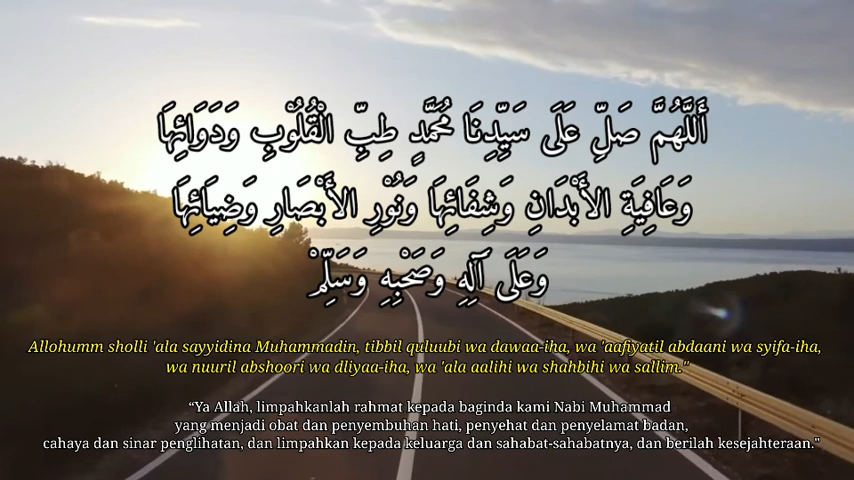 أَللَّهُمَّ صَلِّ عَلَى سَيِّدِنَا مُحَمَّدٍ طِبِّ الْقُلُوْبِ وَدَوَائِهَا
وَعَافِيَةِ الأَبْدَانِ وَشِفَائِهَا وَنُوْرِ الأَبْصَارِ وَضِيَائِهَا
وَعَلَى آلِهِ وَصَحْبِهِ وَسَلِّمْ
Allohumm sholli 'ala sayyidina Muhammadin, tibbil quluubi wa dawaa-iha, wa 'aafiyatil abdaani wa syifa-iha,
wa nuuril abshoori wa dliyaa-iha, wa 'ala aalihi wa shahbihi wa sallim."
“Ya Allah, limpahkanlah rahmat kepada baginda kami Nabi Muhammad
yang menjadi obat dan penyembuhan hati, penyehat dan penyelamat badan,
cahaya dan sinar penglihatan, dan limpahkan kepada keluarga dan sahabat-sahabatnya, dan berilah kesejahteraan."